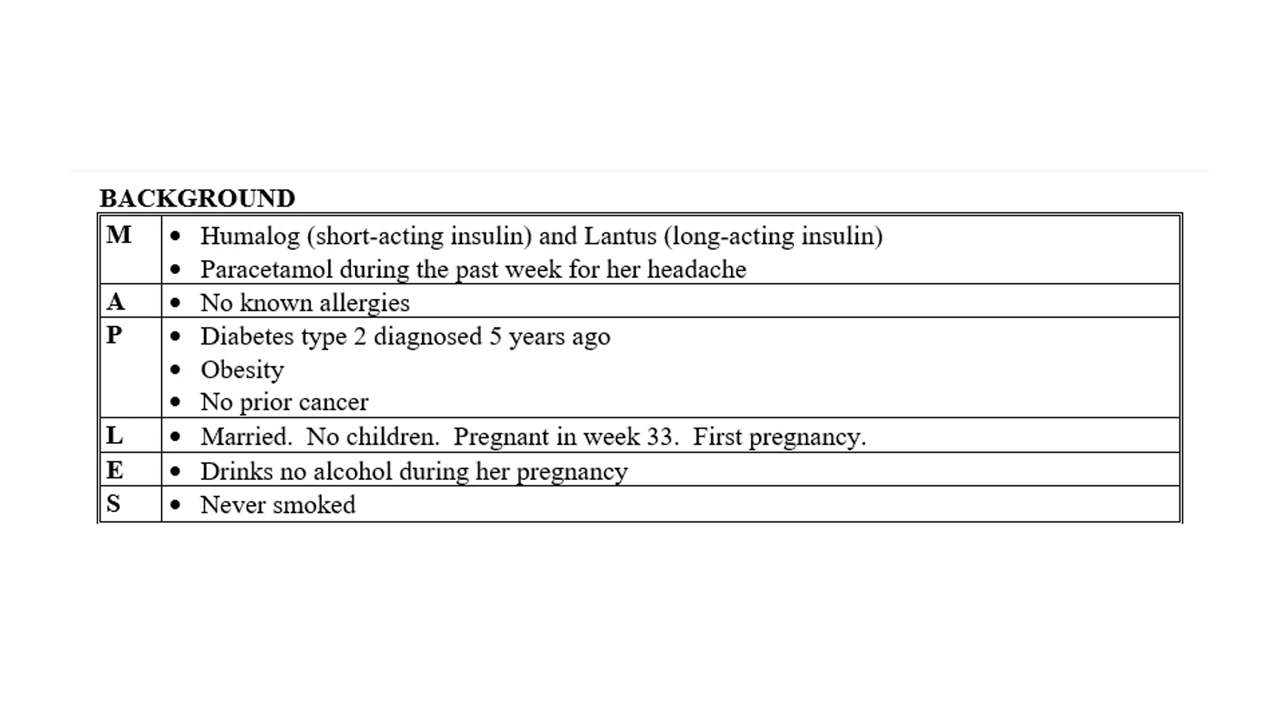 BACKGROUND
M • Humalog (short-acting insulin) and Lantus (long-acting insulin)
• Paracetamol during the past week for her headache
A • No known allergies
P • Diabetes type 2 diagnosed 5 years ago
• Obesity
• No prior cancer
L • Married.  No children.  Pregnant in week 33.  First pregnancy.
E • Drinks no alcohol during her pregnancy
S • Never smoked